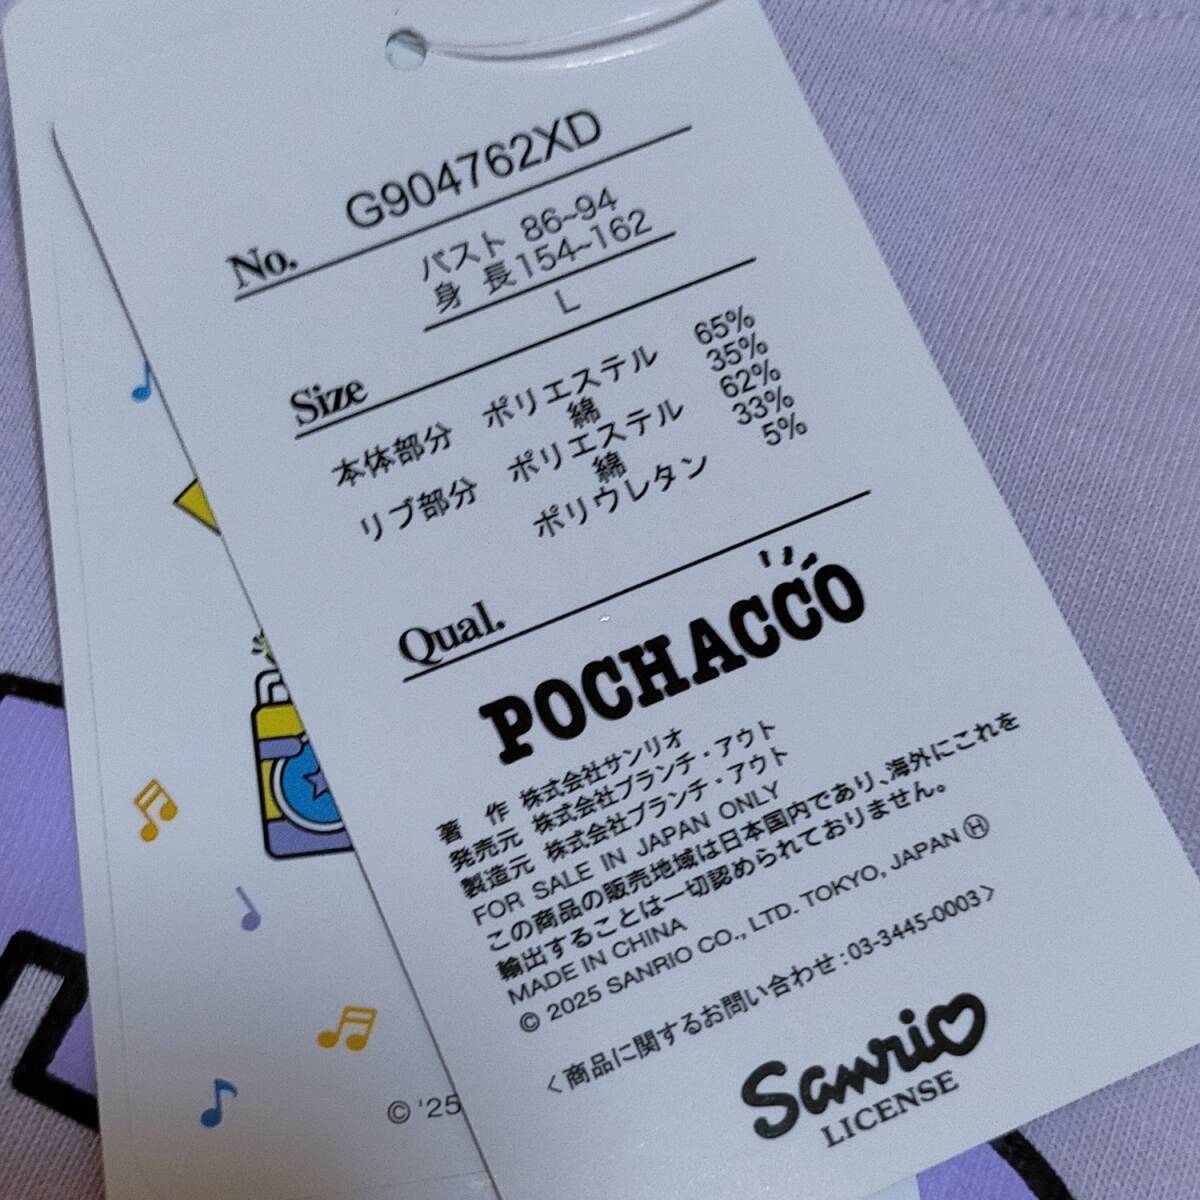 No. G904762XD
バスト 86~94
身 長154~162
L
Size
本体部分 ポリエステル 65%
綿 35%
リブ部分 ポリエステル 62%
綿 33%
ポリウレタン 5%
Qual.
POCHACCO
著 作 株式会社サンリオ
発売元 株式会社ブランチ・アウト
製造元 株式会社ブランチ・アウト
FOR SALE IN JAPAN ONLY
この商品の販売地域は日本国内であり、海外にこれを
輸出することは一切認められておりません。
MADE IN CHINA
© 2025 SANRIO CO., LTD. TOKYO, JAPAN Ⓗ
〈商品に関するお問い合わせ:03-3445-0003〉
Sanrio
LICENSE
© '25